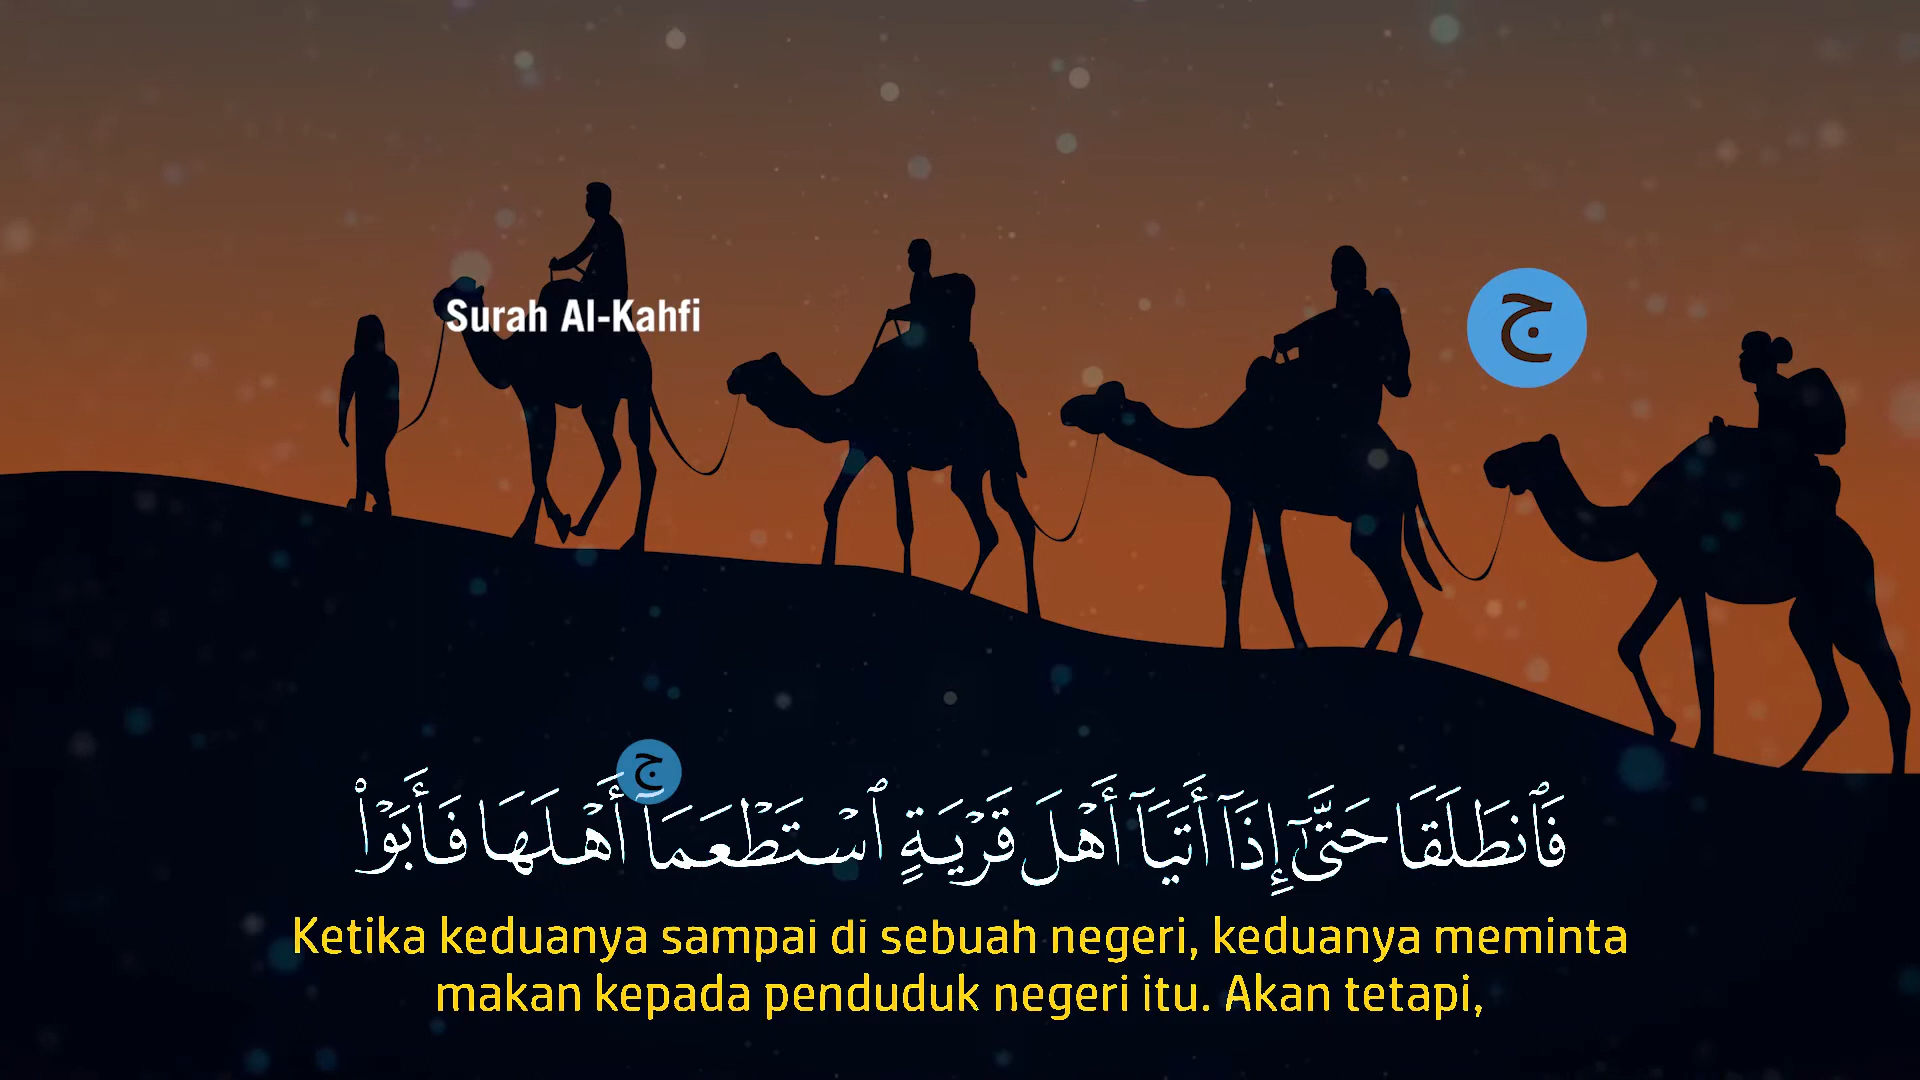 Surah Al-Kahfi
ج
ج
فَٱنطَلَقَا حَتَّىٰٓ إِذَآ أَتَيَآ أَهْلَ قَرْيَةٍ ٱسْتَطْعَمَآ أَهْلَهَا فَأَبَوْا۟
Ketika keduanya sampai di sebuah negeri, keduanya meminta
makan kepada penduduk negeri itu. Akan tetapi,